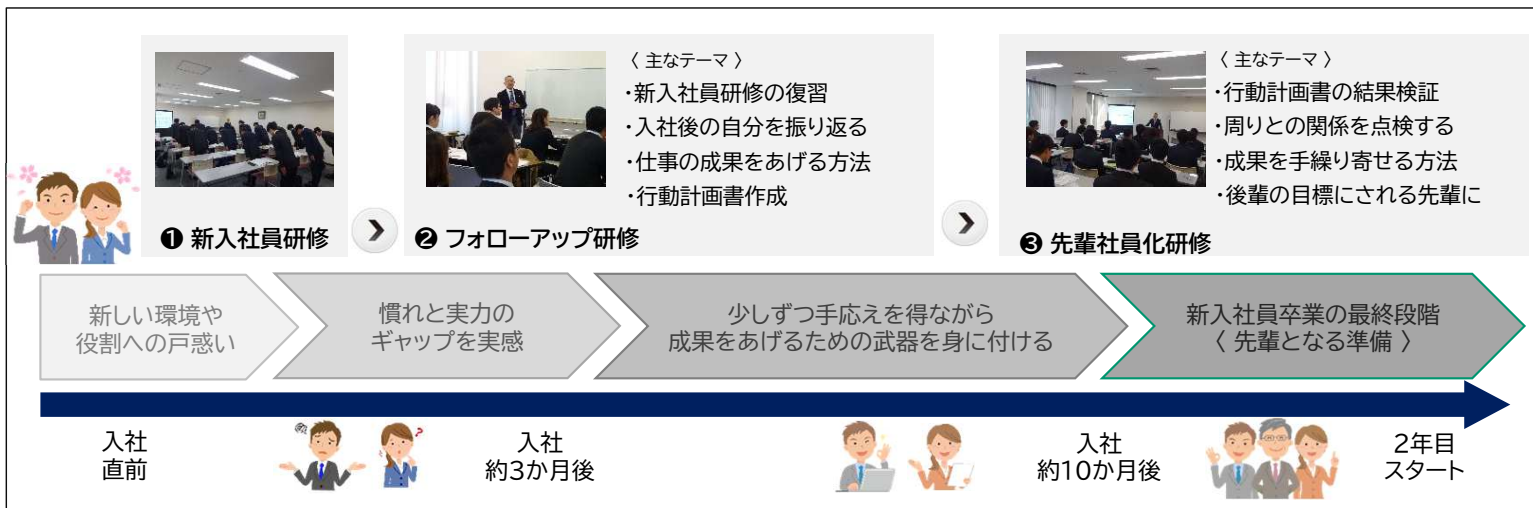 ❶ 新入社員研修
〈 主なテーマ 〉
・新入社員研修の復習
・入社後の自分を振り返る
・仕事の成果をあげる方法
・行動計画書作成
❷ フォローアップ研修
〈 主なテーマ 〉
・行動計画書の結果検証
・周りとの関係を点検する
・成果を手繰り寄せる方法
・後輩の目標にされる先輩に
❸ 先輩社員化研修
新しい環境や
役割への戸惑い
慣れと実力の
ギャップを実感
少しずつ手応えを得ながら
成果をあげるための武器を身に付ける
新入社員卒業の最終段階
〈 先輩となる準備 〉
入社
直前
?
入社
約3か月後
入社
約10か月後
2年目
スタート